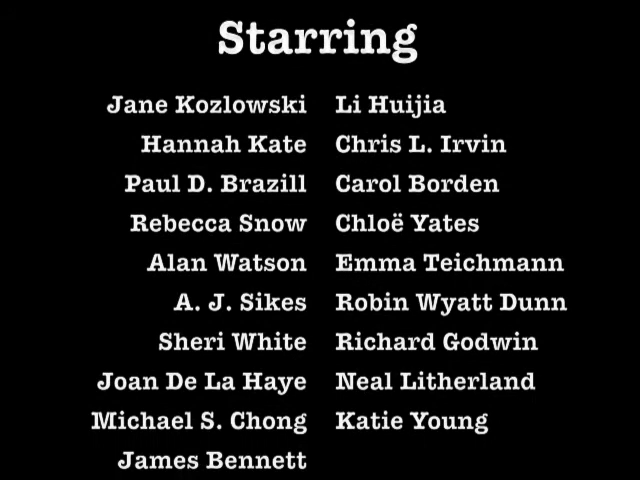 Starring
Jane Kozlowski
Hannah Kate
Paul D. Brazill
Rebecca Snow
Alan Watson
A. J. Sikes
Sheri White
Joan De La Haye
Michael S. Chong
James Bennett
Li Huijia
Chris L. Irvin
Carol Borden
Chloë Yates
Emma Teichmann
Robin Wyatt Dunn
Richard Godwin
Neal Litherland
Katie Young